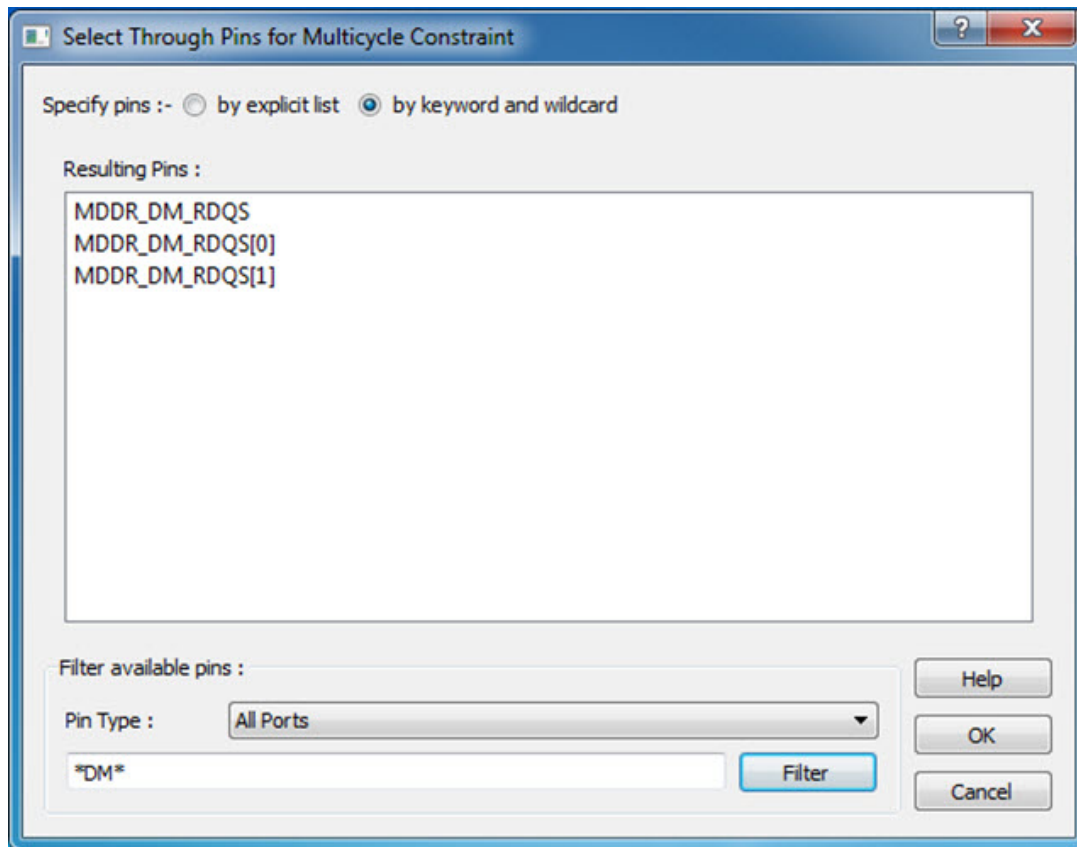 Select Through Pins for Multicycle Constraint
Specify pins :- by explicit list by keyword and wildcard
Resulting Pins :
MDDR_DM_RDQS
MDDR_DM_RDQS[0]
MDDR_DM_RDQS[1]
Filter available pins :
Pin Type : All Ports
*DM* Filter
Help
OK
Cancel